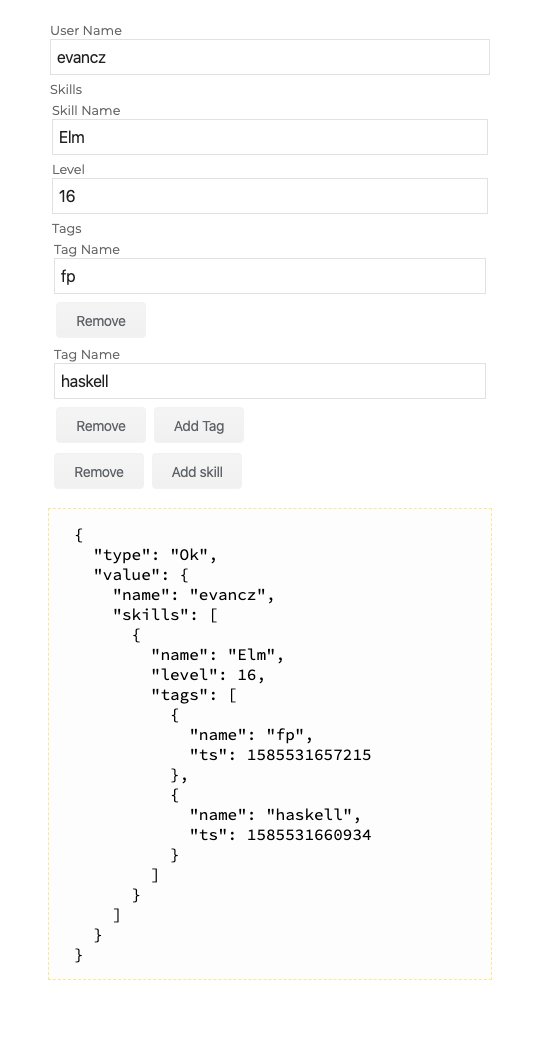 User Name
evancz
Skills
Skill Name
Elm
Level
16
Tags
Tag Name
fp
Remove
Tag Name
haskell
Remove Add Tag
Remove Add skill
{
  "type": "Ok",
  "value": {
    "name": "evancz",
    "skills": [
      {
        "name": "Elm",
        "level": 16,
        "tags": [
          {
            "name": "fp",
            "ts": 1585531657215
          },
          {
            "name": "haskell",
            "ts": 1585531660934
          }
        ]
      }
    ]
  }
}